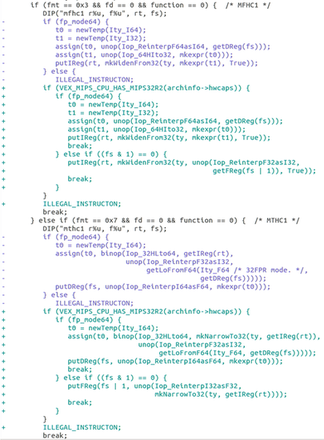 if (fmt == 0x3 && fd == 0 && function == 0) {  /* MFHC1 */
DIP("mfhc1 r%u, f%u", rt, fs);
-        if (fp_mode64) {
-           t0 = newTemp(Ity_I64);
-           t1 = newTemp(Ity_I32);
-           assign(t0, unop(Iop_ReinterpF64asI64, getDReg(fs)));
-           assign(t1, unop(Iop_64HIto32, mkexpr(t0)));
-           putIReg(rt, mkWidenFrom32(ty, mkexpr(t1), True));
-        } else {
-           ILLEGAL_INSTRUCTON;
+        if (VEX_MIPS_CPU_HAS_MIPS32R2(archinfo->hwcaps)) {
+           if (fp_mode64) {
+              t0 = newTemp(Ity_I64);
+              t1 = newTemp(Ity_I32);
+              assign(t0, unop(Iop_ReinterpF64asI64, getDReg(fs)));
+              assign(t1, unop(Iop_64HIto32, mkexpr(t0)));
+              putIReg(rt, mkWidenFrom32(ty, mkexpr(t1), True));
+              break;
+           } else if ((fs & 1) == 0) {
+              putIReg(rt, mkWidenFrom32(ty, unop(Iop_ReinterpF32asI32,
+                                        getFReg(fs | 1)), True));
+              break;
+           }
         }
+        ILLEGAL_INSTRUCTON;
         break;
      } else if (fmt == 0x7 && fd == 0 && function == 0) {  /* MTHC1 */
         DIP("mthc1 r%u, f%u", rt, fs);
-        if (fp_mode64) {
-           t0 = newTemp(Ity_I64);
-           assign(t0, binop(Iop_32HLto64, getIReg(rt),
-                            unop(Iop_ReinterpF32asI32,
-                                 getLoFromF64(Ity_F64 /* 32FPR mode. */,
-                                              getDReg(fs)))));
-           putDReg(fs, unop(Iop_ReinterpI64asF64, mkexpr(t0)));
-        } else {
-           ILLEGAL_INSTRUCTON;
+        if (VEX_MIPS_CPU_HAS_MIPS32R2(archinfo->hwcaps)) {
+           if (fp_mode64) {
+              t0 = newTemp(Ity_I64);
+              assign(t0, binop(Iop_32HLto64, mkNarrowTo32(ty, getIReg(rt)),
+                               unop(Iop_ReinterpF32asI32,
+                                    getLoFromF64(Ity_F64, getDReg(fs)))));
+              putDReg(fs, unop(Iop_ReinterpI64asF64, mkexpr(t0)));
+              break;
+           } else if ((fs & 1) == 0) {
+              putFReg(fs | 1, unop(Iop_ReinterpI32asF32,
+                                   mkNarrowTo32(ty, getIReg(rt))));
+              break;
+           }
         }
+        ILLEGAL_INSTRUCTON;
         break;